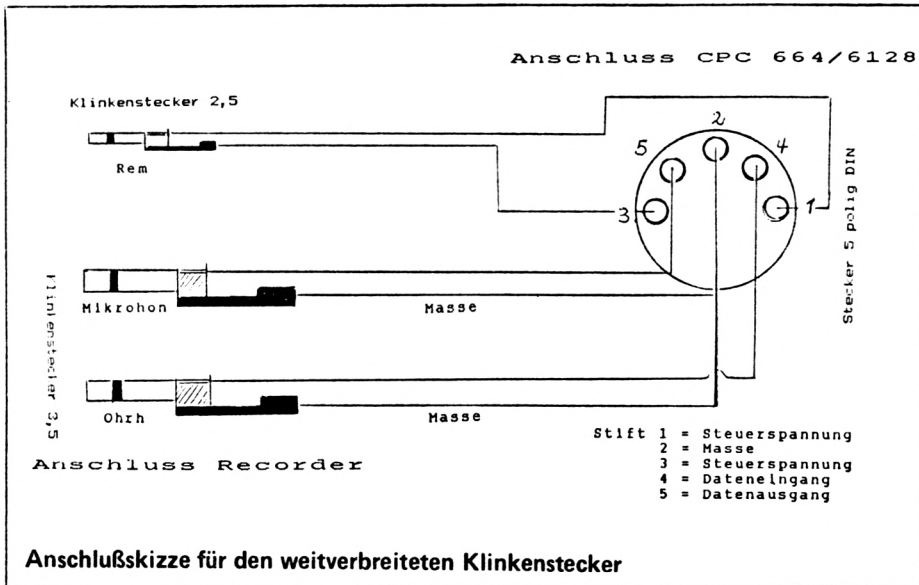 Anschluss CPC 664/6128
Klinkenstecker 2,5
Rem
2
5
4
3
1
Stecker 5 polig DIN
Klinkenstecker 3,5
Mikrohon
Masse
Ohrh
Masse
Anschluss Recorder
Stift 1 = Steuerspannung
2 = Masse
3 = Steuerspannung
4 = Dateneingang
5 = Datenausgang
Anschlußskizze für den weitverbreiteten Klinkenstecker